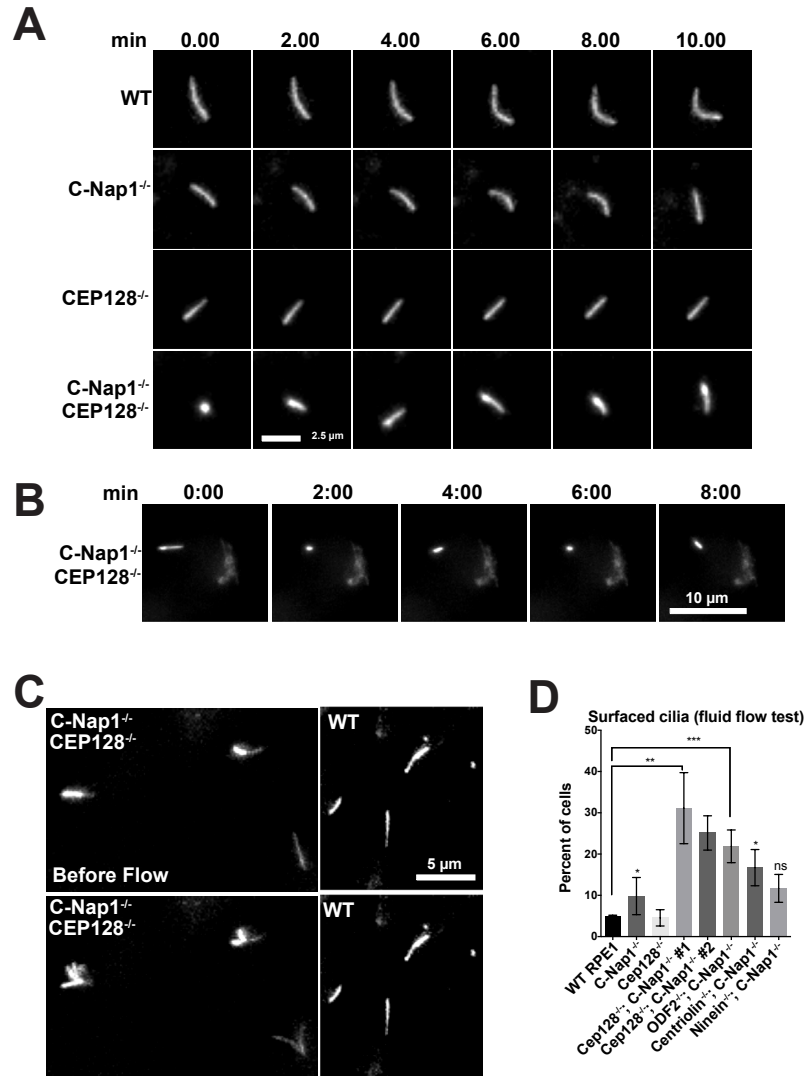 A
min 0.00 2.00 4.00 6.00 8.00 10.00
WT
C-Nap1-/-
CEP128-/-
C-Nap1-/-
CEP128-/-
2.5 µm
B
min 0:00 2:00 4:00 6:00 8:00
C-Nap1-/-
CEP128-/-
10 µm
C
C-Nap1-/-
CEP128-/-
WT
Before Flow
5 µm
C-Nap1-/-
CEP128-/-
WT
D
Surfaced cilia (fluid flow test)
Percent of cells
50
40
30
20
10
0
***
**
*
*
ns
WT RPE1
C-Nap1-/-
Cep128-/-
Cep128-/-; C-Nap1-/- #1
Cep128-/-; C-Nap1-/- #2
ODF2-/-; C-Nap1-/-
Centriolin-/-; C-Nap1-/-
Ninein-/-; C-Nap1-/-